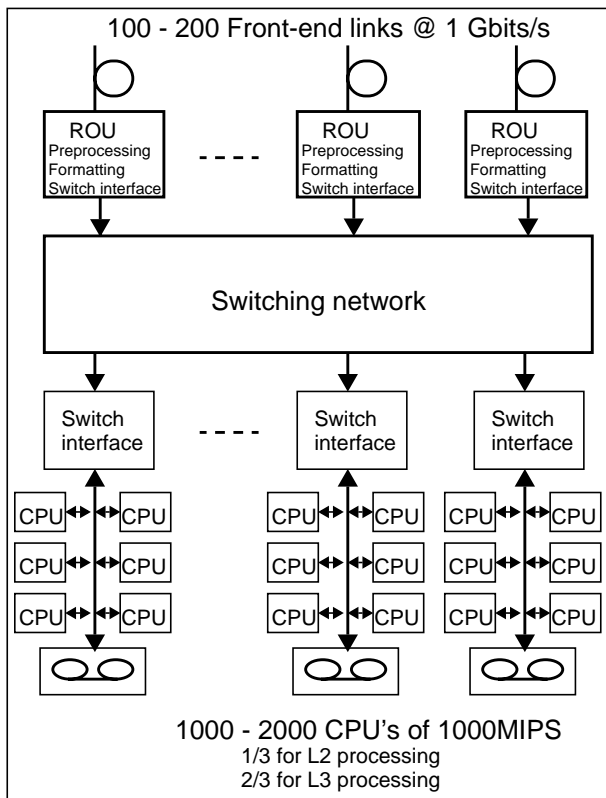 100 - 200 Front-end links @ 1 Gbits/s
ROU
Preprocessing
Formatting
Switch interface
ROU
Preprocessing
Formatting
Switch interface
ROU
Preprocessing
Formatting
Switch interface
Switching network
Switch
interface
Switch
interface
Switch
interface
CPU CPU CPU CPU CPU CPU
CPU CPU CPU CPU CPU CPU
CPU CPU CPU CPU CPU CPU
1000 - 2000 CPU's of 1000MIPS
1/3 for L2 processing
2/3 for L3 processing